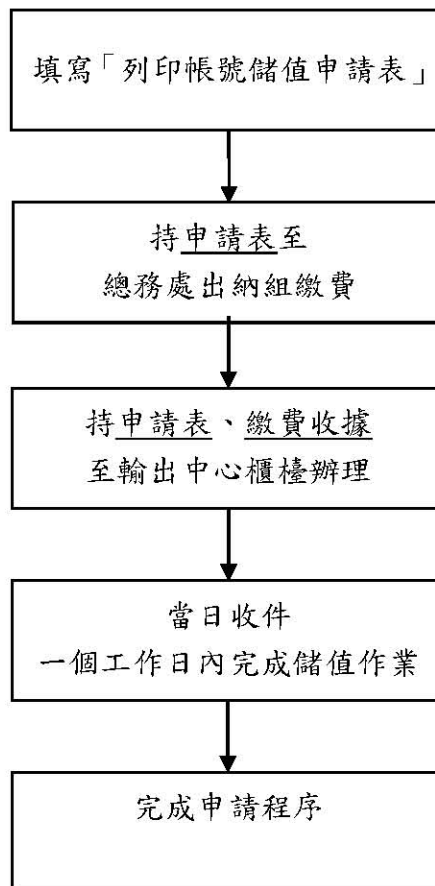 填寫「列印帳號儲值申請表」
持申請表至
總務處出納組繳費
持申請表、繳費收據
至輸出中心櫃檯辦理
當日收件
一個工作日內完成儲值作業
完成申請程序